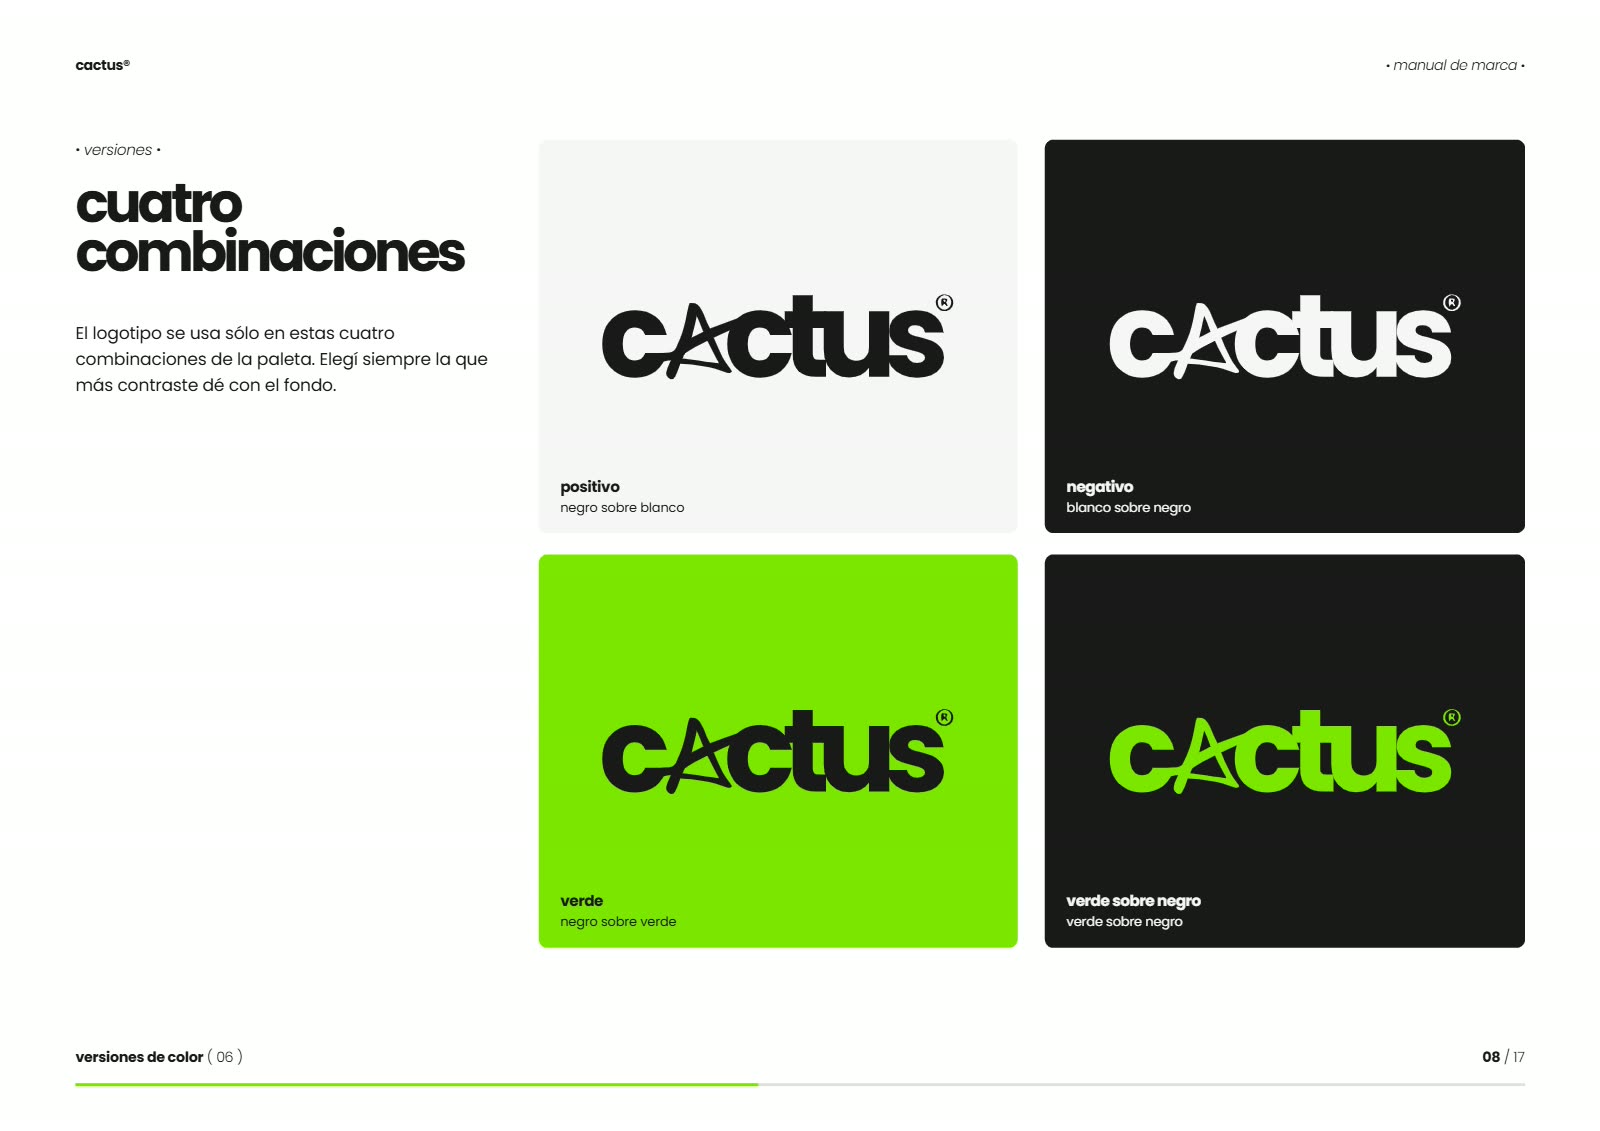 cactus®
• manual de marca •
• versiones •
cuatro
combinaciones
El logotipo se usa sólo en estas cuatro
combinaciones de la paleta. Elegí siempre la que
más contraste dé con el fondo.
cActus®
positivo
negro sobre blanco
cActus®
negativo
blanco sobre negro
cActus®
verde
negro sobre verde
cActus®
verde sobre negro
verde sobre negro
versiones de color ( 06 )
08 / 17